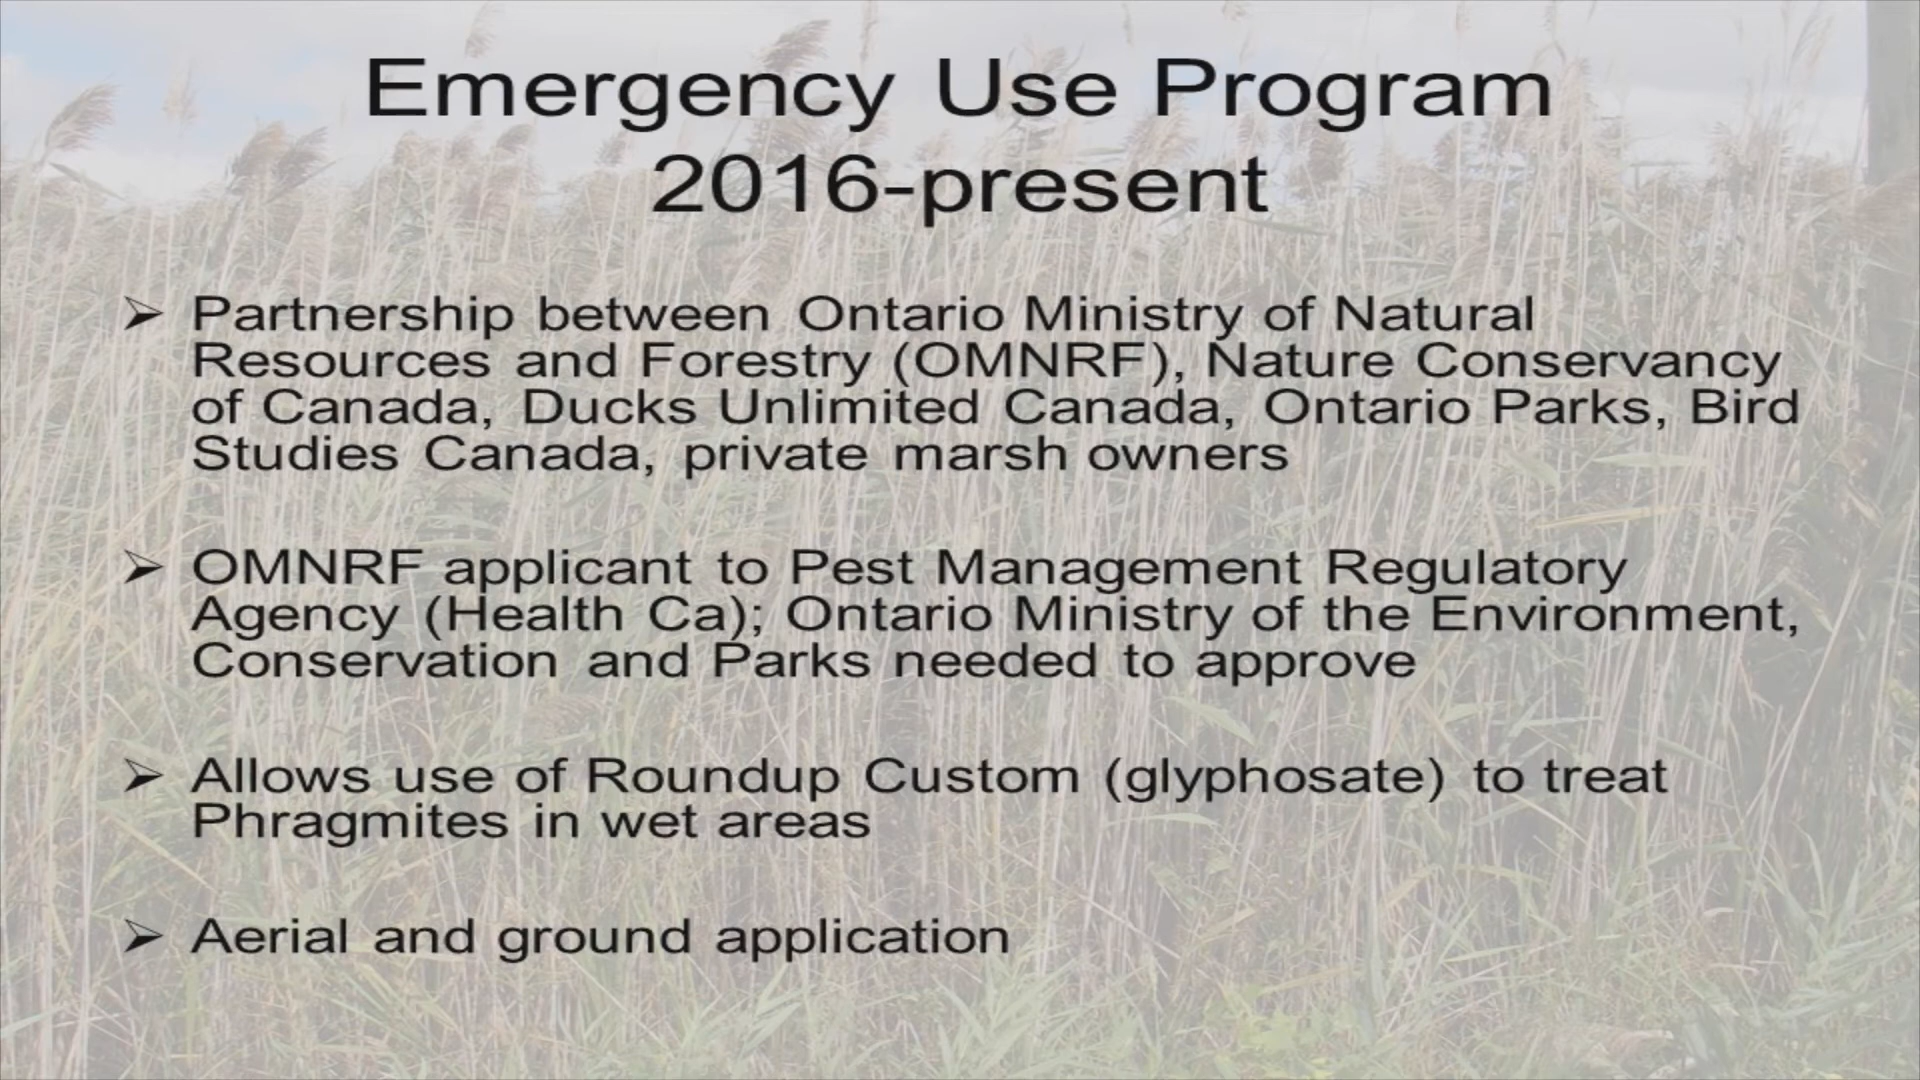 Emergency Use Program
2016-present
➢ Partnership between Ontario Ministry of Natural
Resources and Forestry (OMNRF), Nature Conservancy
of Canada, Ducks Unlimited Canada, Ontario Parks, Bird
Studies Canada, private marsh owners
➢ OMNRF applicant to Pest Management Regulatory
Agency (Health Ca); Ontario Ministry of the Environment,
Conservation and Parks needed to approve
➢ Allows use of Roundup Custom (glyphosate) to treat
Phragmites in wet areas
➢ Aerial and ground application